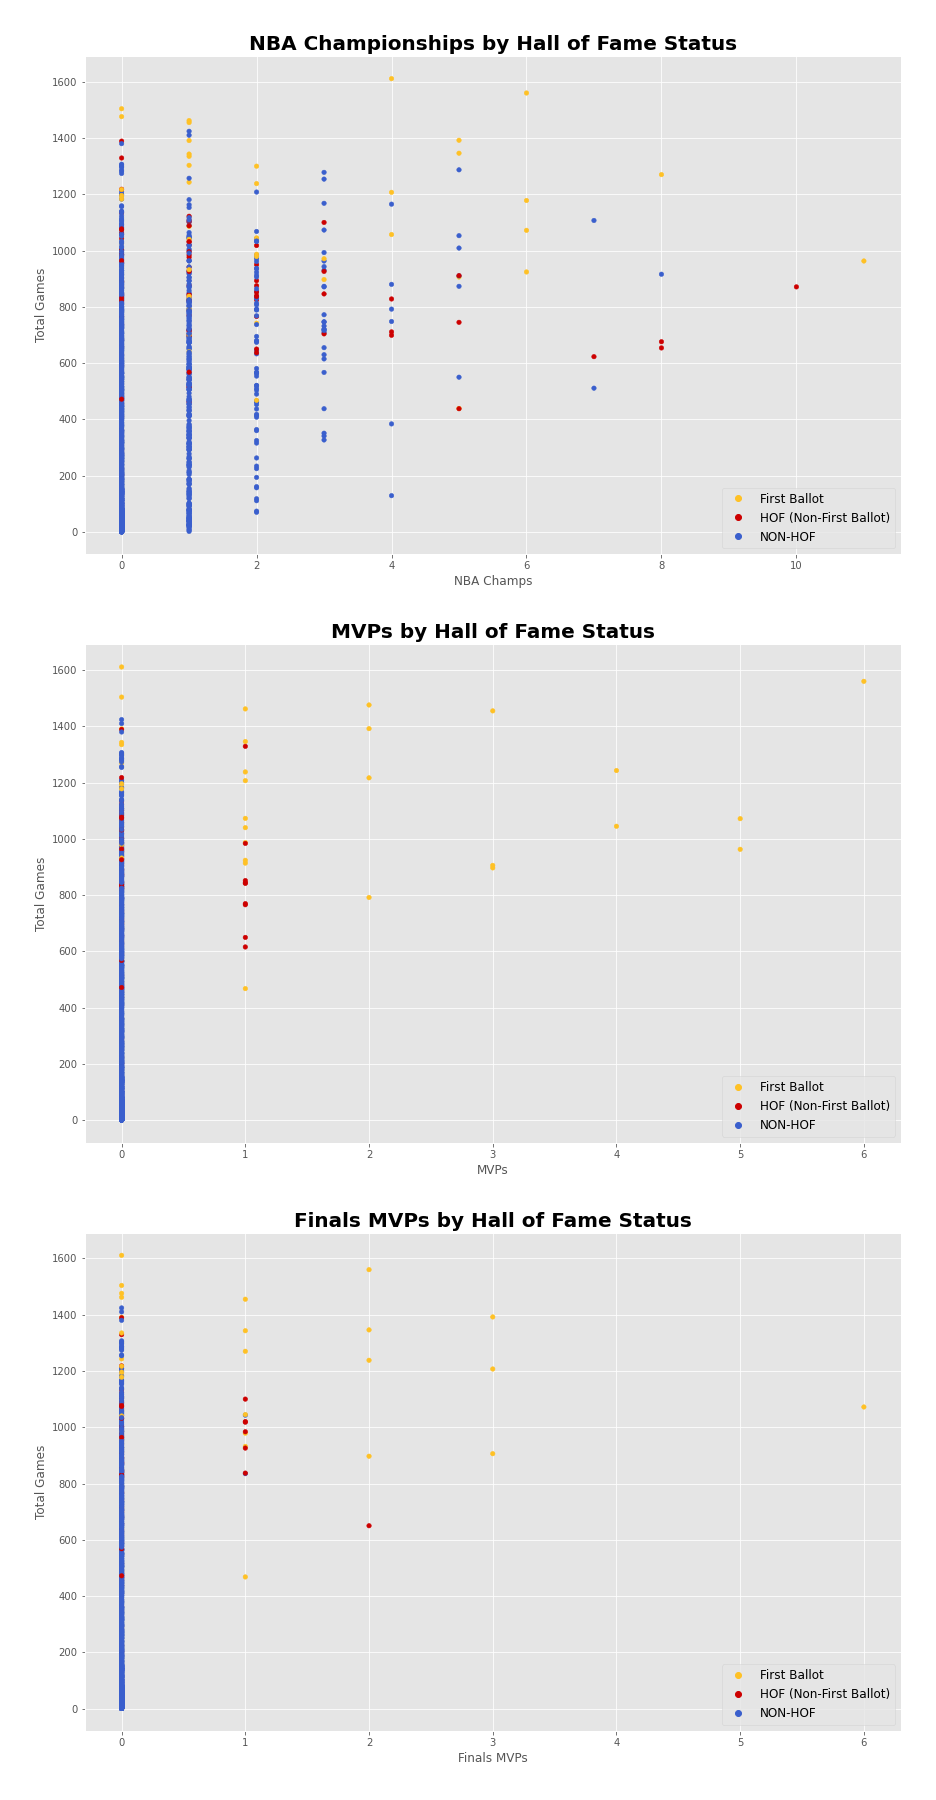 NBA Championships by Hall of Fame Status
1600
1400
1200
1000
800
600
400
200
0
Total Games
First Ballot
HOF (Non-First Ballot)
NON-HOF
0 2 4 6 8 10
NBA Champs
MVPs by Hall of Fame Status
1600
1400
1200
1000
800
600
400
200
0
Total Games
First Ballot
HOF (Non-First Ballot)
NON-HOF
0 1 2 3 4 5 6
MVPs
Finals MVPs by Hall of Fame Status
1600
1400
1200
1000
800
600
400
200
0
Total Games
First Ballot
HOF (Non-First Ballot)
NON-HOF
0 1 2 3 4 5 6
Finals MVPs